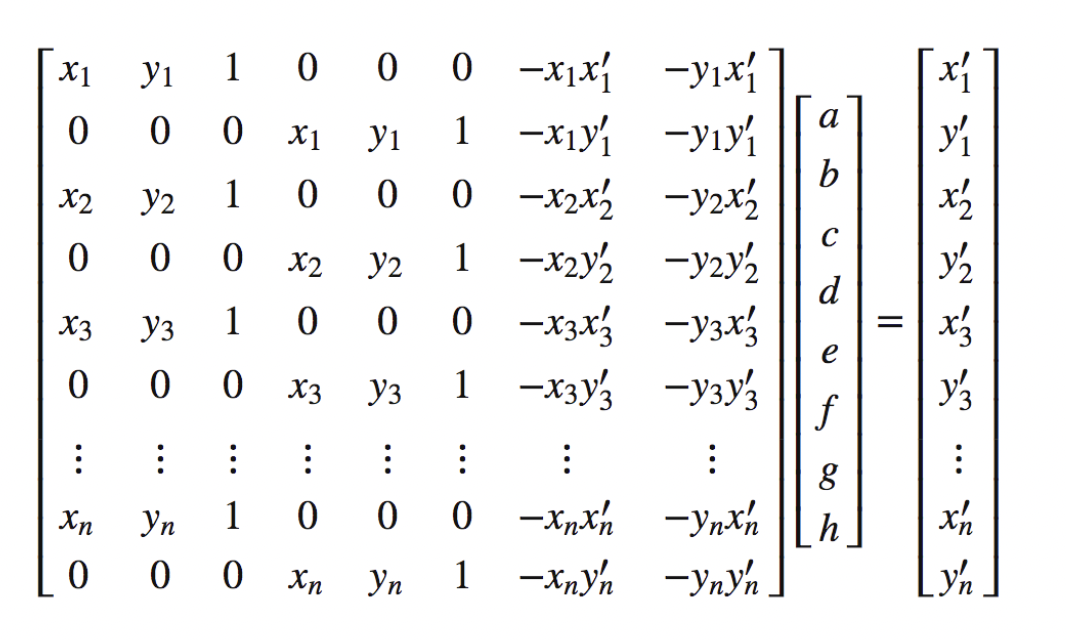 x₁ y₁ 1 0 0 0 −x₁x′₁ −y₁x′₁ x′₁
0 0 0 x₁ y₁ 1 −x₁y′₁ −y₁y′₁ a y′₁
x₂ y₂ 1 0 0 0 −x₂x′₂ −y₂x′₂ b x′₂
0 0 0 x₂ y₂ 1 −x₂y′₂ −y₂y′₂ c y′₂
x₃ y₃ 1 0 0 0 −x₃x′₃ −y₃x′₃ d = x′₃
0 0 0 x₃ y₃ 1 −x₃y′₃ −y₃y′₃ e y′₃
⋮ ⋮ ⋮ ⋮ ⋮ ⋮ ⋮ ⋮ f ⋮
xₙ yₙ 1 0 0 0 −xₙx′ₙ −yₙx′ₙ g x′ₙ
0 0 0 xₙ yₙ 1 −xₙy′ₙ −yₙy′ₙ h y′ₙ